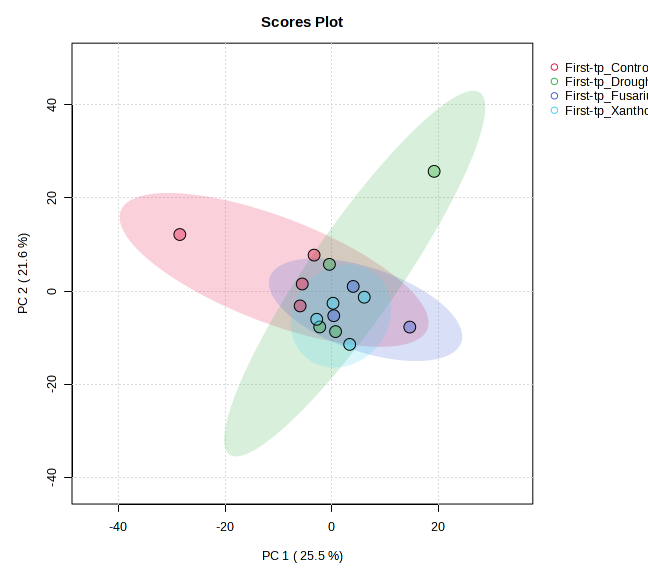 Scores Plot
First-tp_Contro
First-tp_Drough
First-tp_Fusari
First-tp_Xantho
PC 2 ( 21.6 %)
40
20
0
-20
-40
-40
-20
0
20
PC 1 ( 25.5 %)